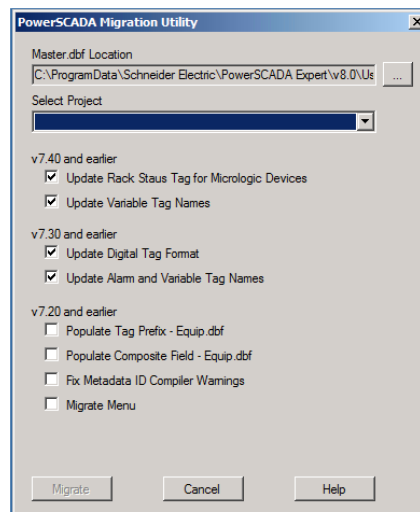 PowerSCADA Migration Utility
Master.dbf Location
C:\ProgramData\Schneider Electric\PowerSCADA Expert\v8.0\Us
...
Select Project
v7.40 and earlier
Update Rack Staus Tag for Micrologic Devices
Update Variable Tag Names
v7.30 and earlier
Update Digital Tag Format
Update Alarm and Variable Tag Names
v7.20 and earlier
Populate Tag Prefix - Equip.dbf
Populate Composite Field - Equip.dbf
Fix Metadata ID Compiler Warnings
Migrate Menu
Migrate
Cancel
Help